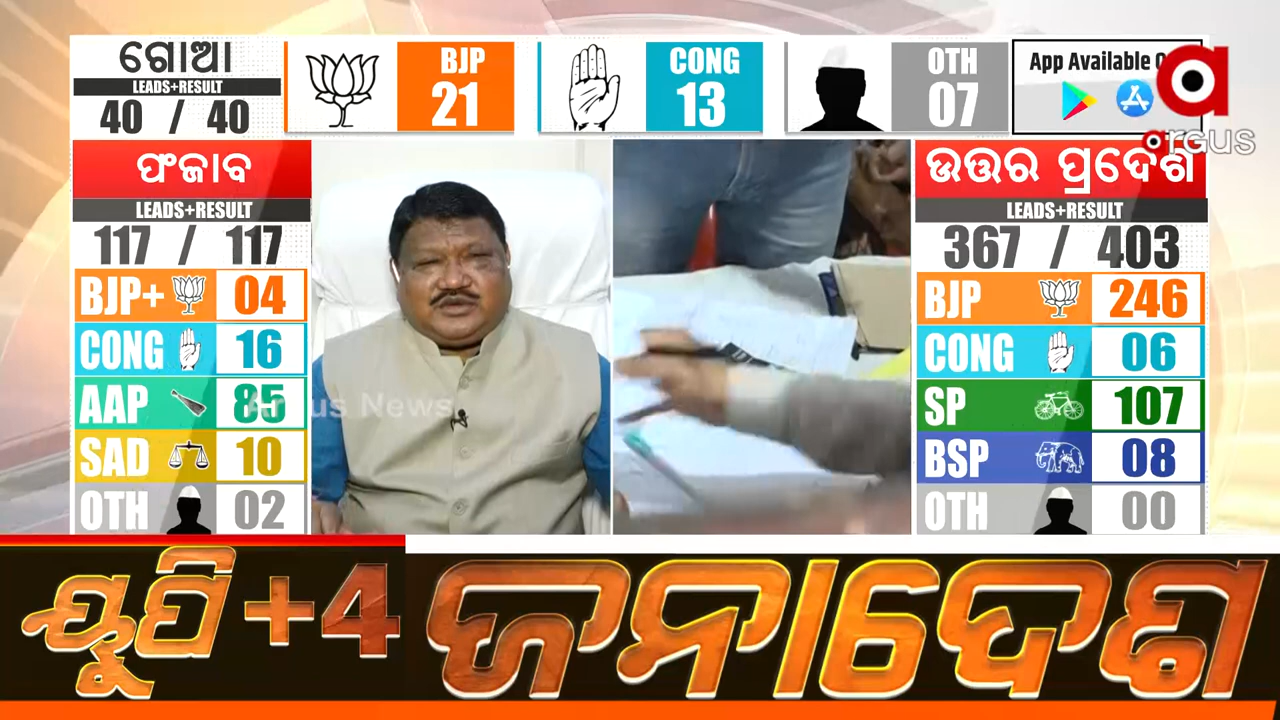 ଗୋଆ
LEADS+RESULT
40 / 40
BJP
21
CONG
13
OTH
07
App Available O
argus
ପଂଜାବ
LEADS+RESULT
117 / 117
BJP+ 04
CONG 16
AAP 85
SAD 10
OTH 02
Argus News
ଉତ୍ତର ପ୍ରଦେଶ
LEADS+RESULT
367 / 403
BJP 246
CONG 06
SP 107
BSP 08
OTH 00
ୟୁପି +4
ଜନାଦେଶ